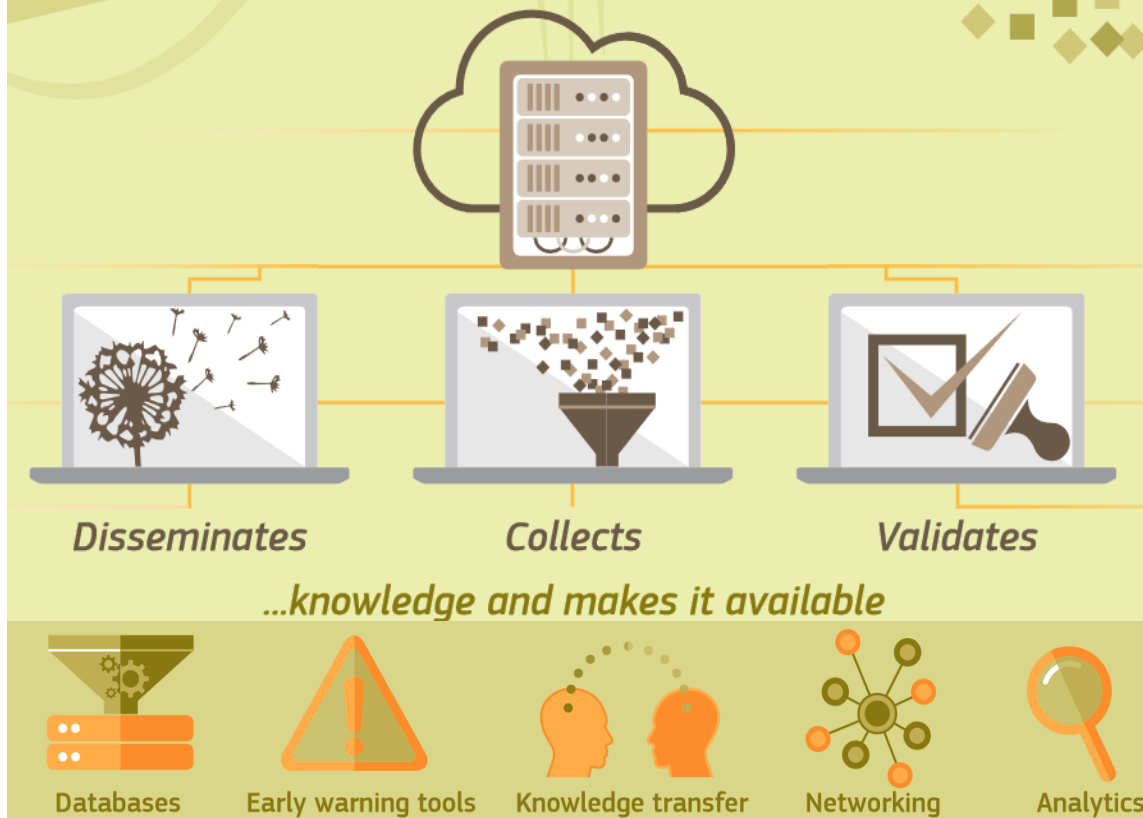 Disseminates
Collects
Validates
...knowledge and makes it available
Databases
Early warning tools
Knowledge transfer
Networking
Analytics